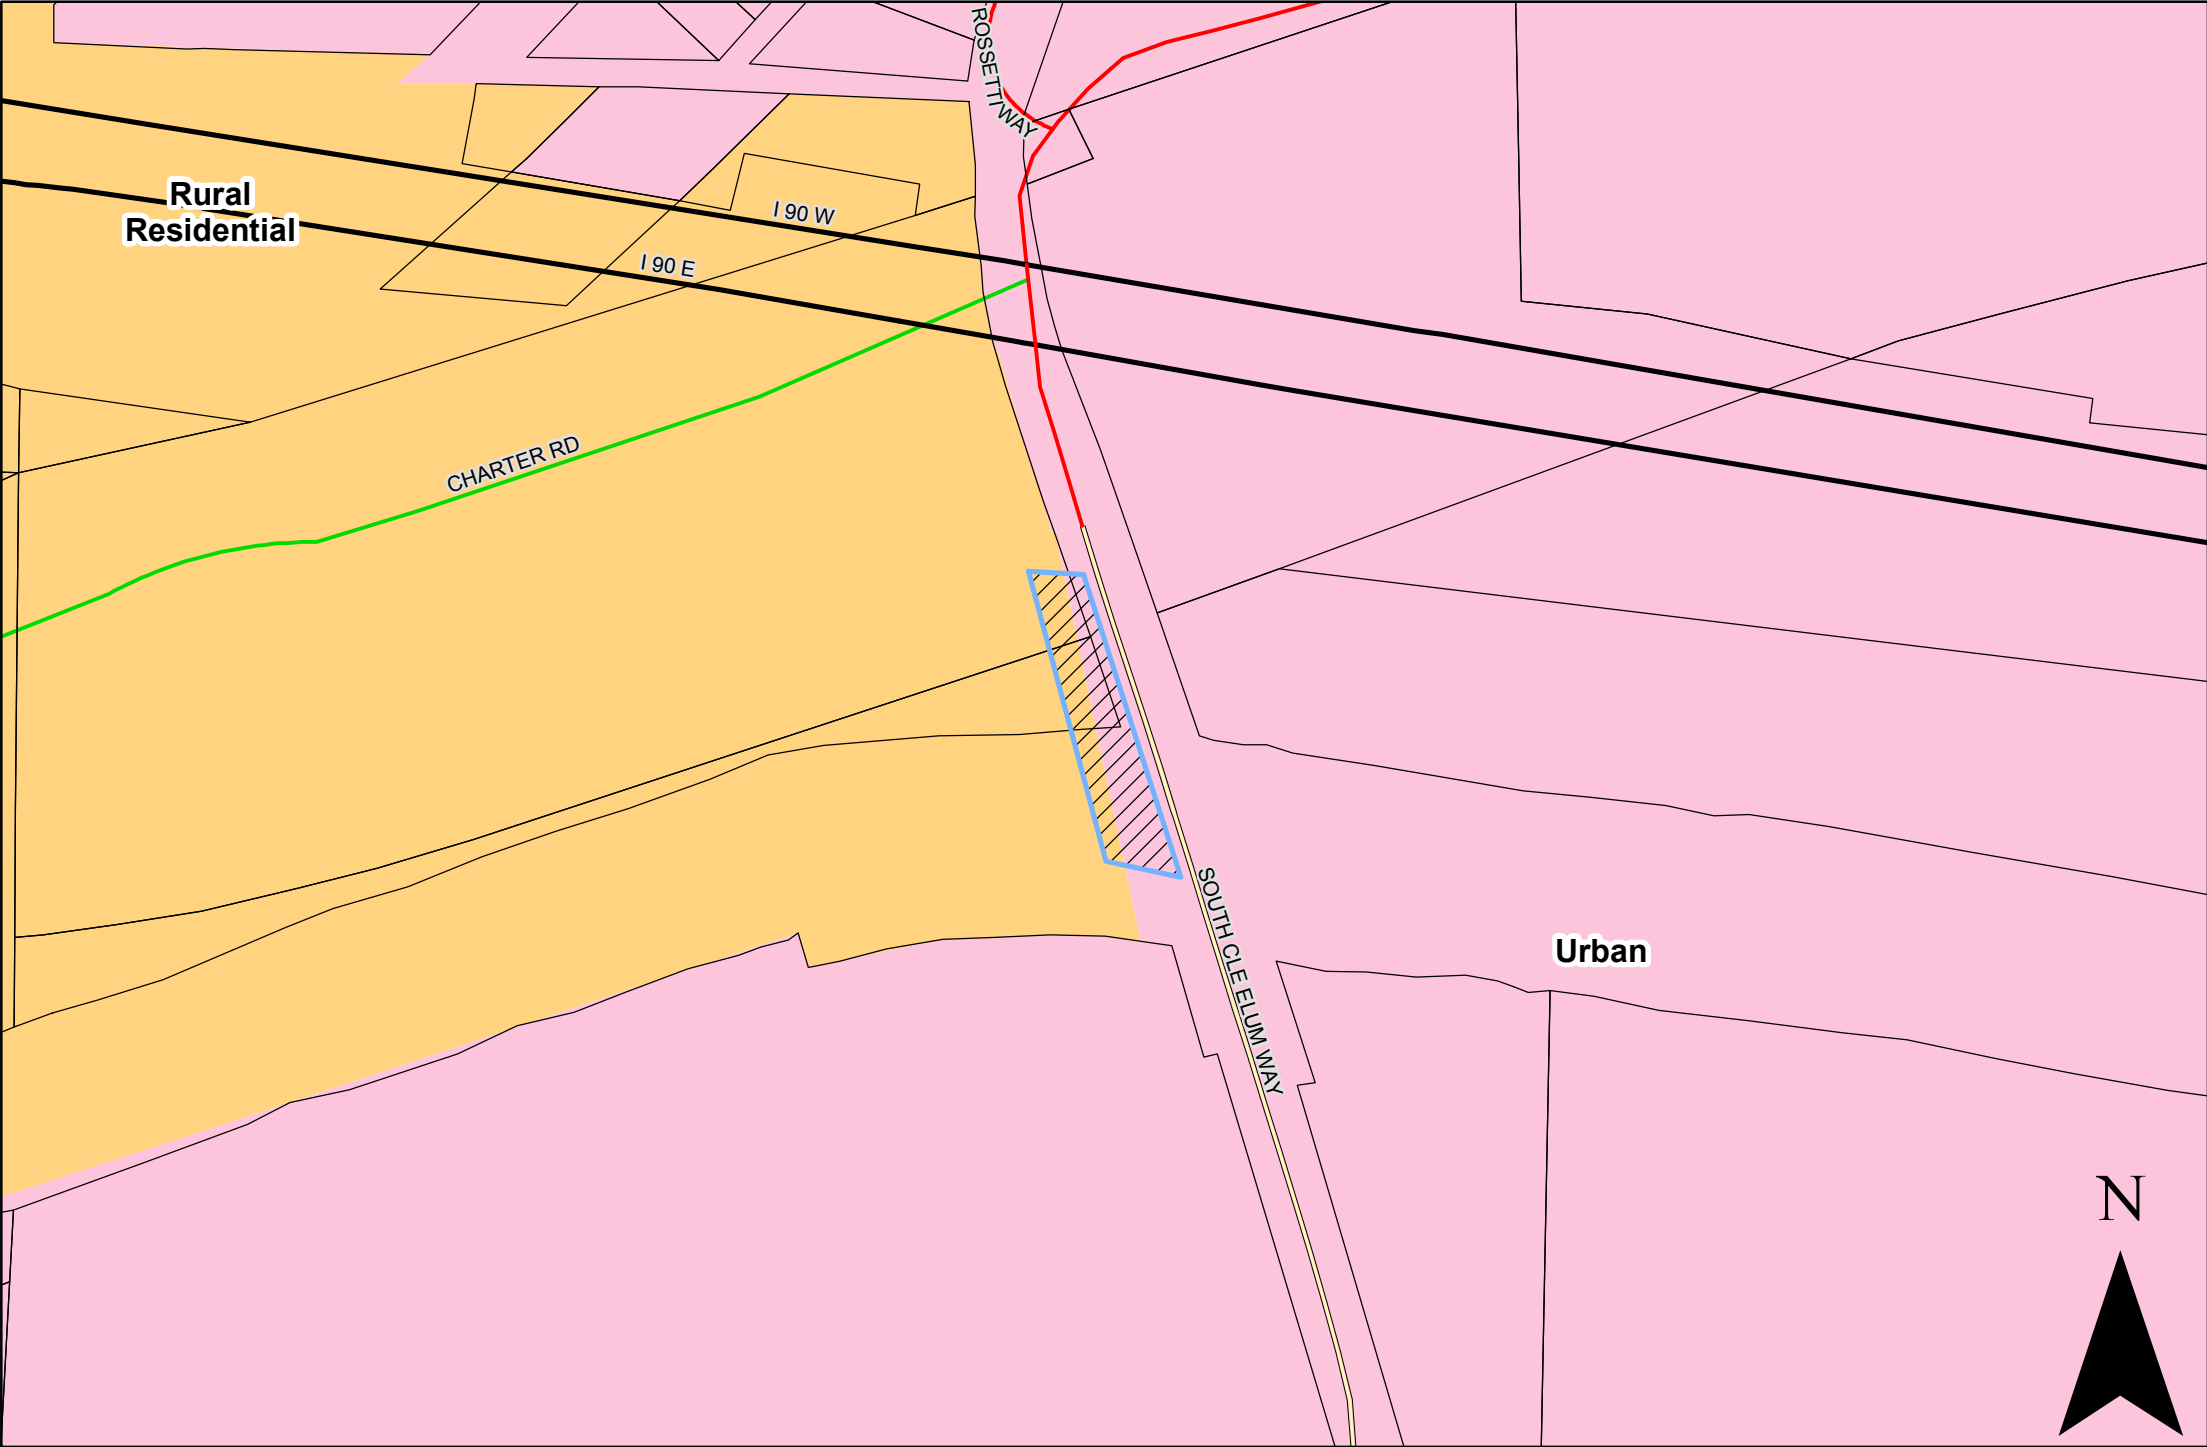 ROSSETTI WAY
Rural
Residential
I 90 W
I 90 E
CHARTER RD
SOUTH CLE ELUM WAY
Urban
N